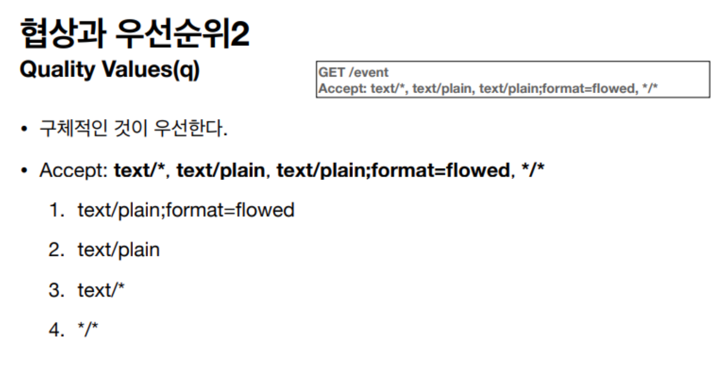 협상과 우선순위2
Quality Values(q)
GET /event
Accept: text/*, text/plain, text/plain;format=flowed, */*
• 구체적인 것이 우선한다.
• Accept: text/*, text/plain, text/plain;format=flowed, */*
1. text/plain;format=flowed
2. text/plain
3. text/*
4. */*